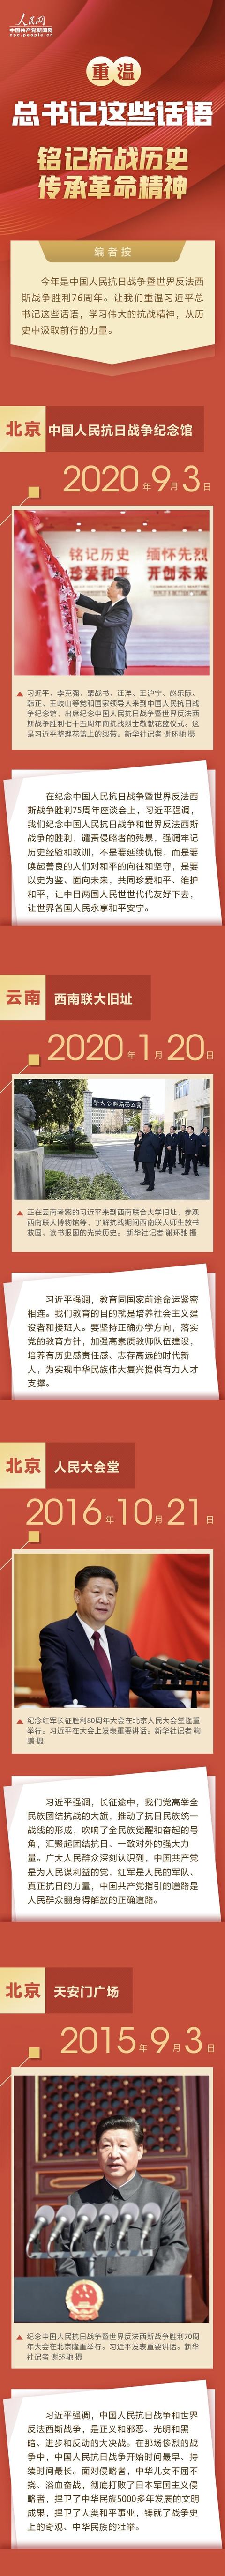 人民网
中国共产党新闻网
cpc.people.cn
重温
总书记这些话语
铭记抗战历史
传承革命精神
编者按
今年是中国人民抗日战争暨世界反法西
斯战争胜利76周年。让我们重温习近平总
书记这些话语，学习伟大的抗战精神，从历
史中汲取前行的力量。
北京 中国人民抗日战争纪念馆
2020年9月3日
铭记历史 缅怀先烈
珍爱和平 开创未来
习近平、李克强、栗战书、汪洋、王沪宁、赵乐际、
韩正、王岐山等党和国家领导人来到中国人民抗日战
争纪念馆，出席纪念中国人民抗日战争暨世界反法西
斯战争胜利七十五周年向抗战烈士敬献花篮仪式。这
是习近平整理花篮上的缎带。新华社记者 谢环驰 摄
在纪念中国人民抗日战争暨世界反法西
斯战争胜利75周年座谈会上，习近平强调，
我们纪念中国人民抗日战争和世界反法西斯
战争的胜利，谴责侵略者的残暴，强调牢记
历史经验和教训，不是要延续仇恨，而是要
唤起善良的人们对和平的向往和坚守，是要
以史为鉴、面向未来，共同珍爱和平、维护
和平，让中日两国人民世世代代友好下去，
让世界各国人民永享和平安宁。
云南 西南联大旧址
2020年1月20日
正在云南考察的习近平来到西南联合大学旧址，参观
西南联大博物馆等，了解抗战期间西南联大师生教书
救国、读书报国的光荣历史。 新华社记者 谢环驰 摄
习近平强调，教育同国家前途命运紧密
相连。我们教育的目的就是培养社会主义建
设者和接班人。要坚持正确办学方向，落实
党的教育方针，加强高素质教师队伍建设，
培养有历史感责任感、志存高远的时代新
人，为实现中华民族伟大复兴提供有力人才
支撑。
北京 人民大会堂
2016年10月21日
纪念红军长征胜利80周年大会在北京人民大会堂隆重
举行。习近平在大会上发表重要讲话。新华社记者 鞠
鹏 摄
习近平强调，长征途中，我们党高举全
民族团结抗战的大旗，推动了抗日民族统一
战线的形成，吹响了全民族觉醒和奋起的号
角，汇聚起团结抗日、一致对外的强大力
量。广大人民群众深刻认识到，中国共产党
是为人民谋利益的党，红军是人民的军队、
真正抗日的力量，中国共产党指引的道路是
人民群众翻身得解放的正确道路。
北京 天安门广场
2015年9月3日
纪念中国人民抗日战争暨世界反法西斯战争胜利70周
年大会在北京隆重举行。习近平发表重要讲话。新华
社记者 谢环驰 摄
习近平强调，中国人民抗日战争和世界
反法西斯战争，是正义和邪恶、光明和黑
暗、进步和反动的大决战。在那场惨烈的战
争中，中国人民抗日战争开始时间最早、持
续时间最长。面对侵略者，中华儿女不屈不
挠、浴血奋战，彻底打败了日本军国主义侵
略者，捍卫了中华民族5000多年发展的文明
成果，捍卫了人类和平事业，铸就了战争史
上的奇观、中华民族的壮举。